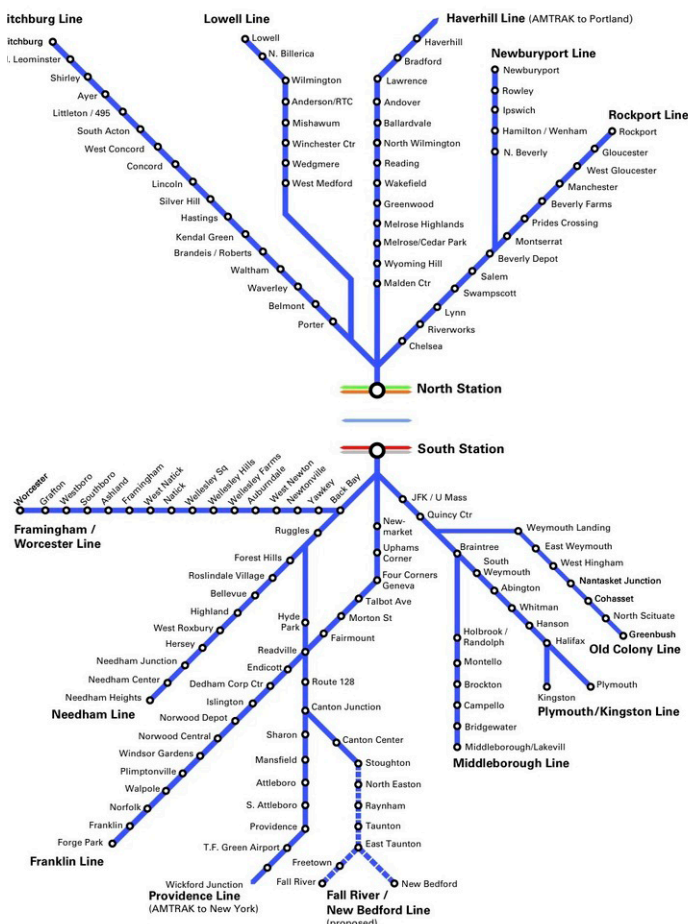 itchburg Line
itchburg
. Leominster
Shirley
Ayer
Littleton / 495
South Acton
West Concord
Concord
Lincoln
Silver Hill
Hastings
Kendal Green
Brandeis / Roberts
Waltham
Waverley
Belmont
Porter
Lowell Line
Lowell
N. Billerica
Wilmington
Anderson/RTC
Mishawum
Winchester Ctr
Wedgmere
West Medford
Haverhill Line (AMTRAK to Portland)
Haverhill
Bradford
Lawrence
Andover
Ballardvale
North Wilmington
Reading
Wakefield
Greenwood
Melrose Highlands
Melrose/Cedar Park
Wyoming Hill
Malden Ctr
Newburyport Line
Newburyport
Rowley
Ipswich
Hamilton / Wenham
N. Beverly
Rockport Line
Rockport
Gloucester
West Gloucester
Manchester
Beverly Farms
Prides Crossing
Montserrat
Beverly Depot
Salem
Swampscott
Lynn
Riverworks
Chelsea
North Station
South Station
Worcester
Grafton
Westboro
Southboro
Ashland
Framingham
West Natick
Natick
Wellesley Sq
Wellesley Hills
Wellesley Farms
Auburndale
West Newton
Newtonville
Yawkey
Back Bay
Framingham /
Worcester Line
Ruggles
Forest Hills
Roslindale Village
Bellevue
Highland
West Roxbury
Hersey
Needham Junction
Needham Center
Needham Heights
Needham Line
New-
market
Uphams
Corner
Four Corners
Geneva
Talbot Ave
Morton St
Fairmount
Hyde
Park
Readville
Endicott
Dedham Corp Ctr
Islington
Norwood Depot
Norwood Central
Windsor Gardens
Plimptonville
Walpole
Norfolk
Franklin
Forge Park
Franklin Line
Route 128
Canton Junction
Sharon
Mansfield
Attleboro
S. Attleboro
Providence
T.F. Green Airport
Wickford Junction
Providence Line
(AMTRAK to New York)
Canton Center
Stoughton
North Easton
Raynham
Taunton
East Taunton
Freetown
Fall River
New Bedford
Fall River /
New Bedford Line
(proposed)
JFK / U Mass
Quincy Ctr
Braintree
Weymouth Landing
East Weymouth
West Hingham
Nantasket Junction
Cohasset
North Scituate
Greenbush
Old Colony Line
South
Weymouth
Abington
Whitman
Hanson
Halifax
Kingston
Plymouth
Plymouth/Kingston Line
Holbrook /
Randolph
Montello
Brockton
Campello
Bridgewater
Middleborough/Lakevill
Middleborough Line